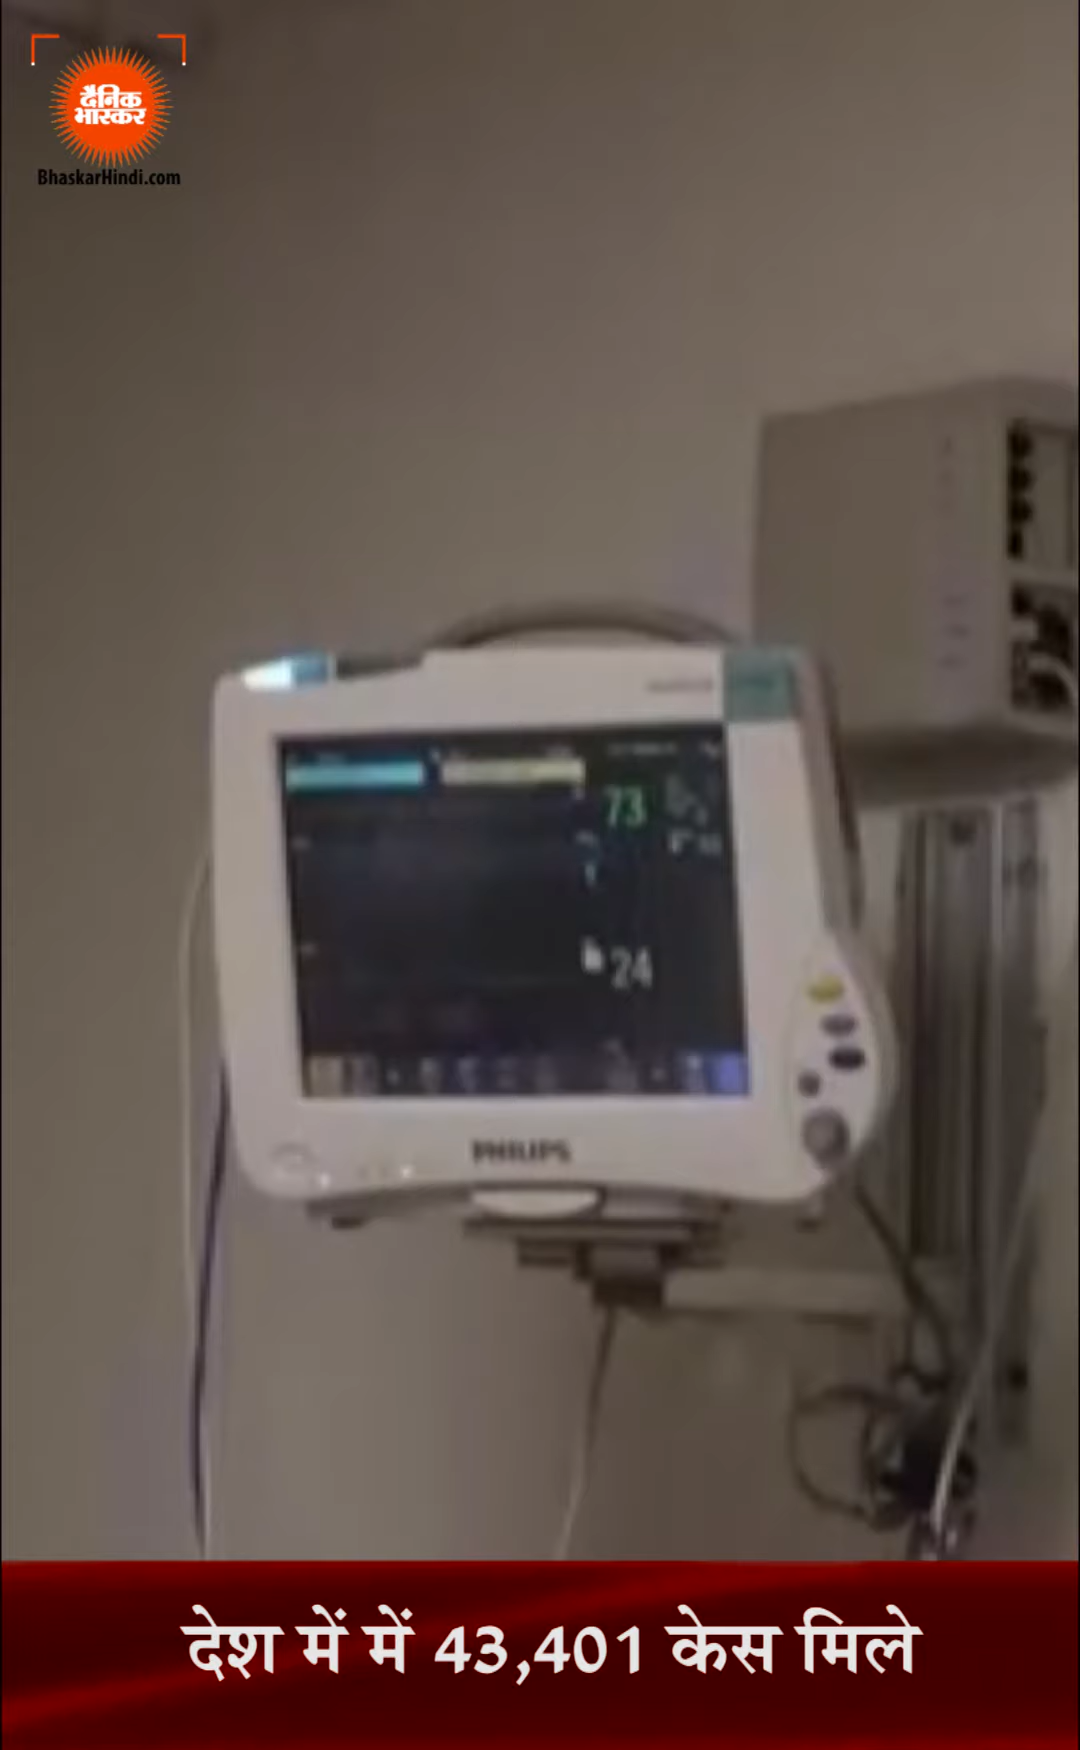 दैनिक
भास्कर
BhaskarHindi.com
73
24
PHILIPS
देश में में 43,401 केस मिले